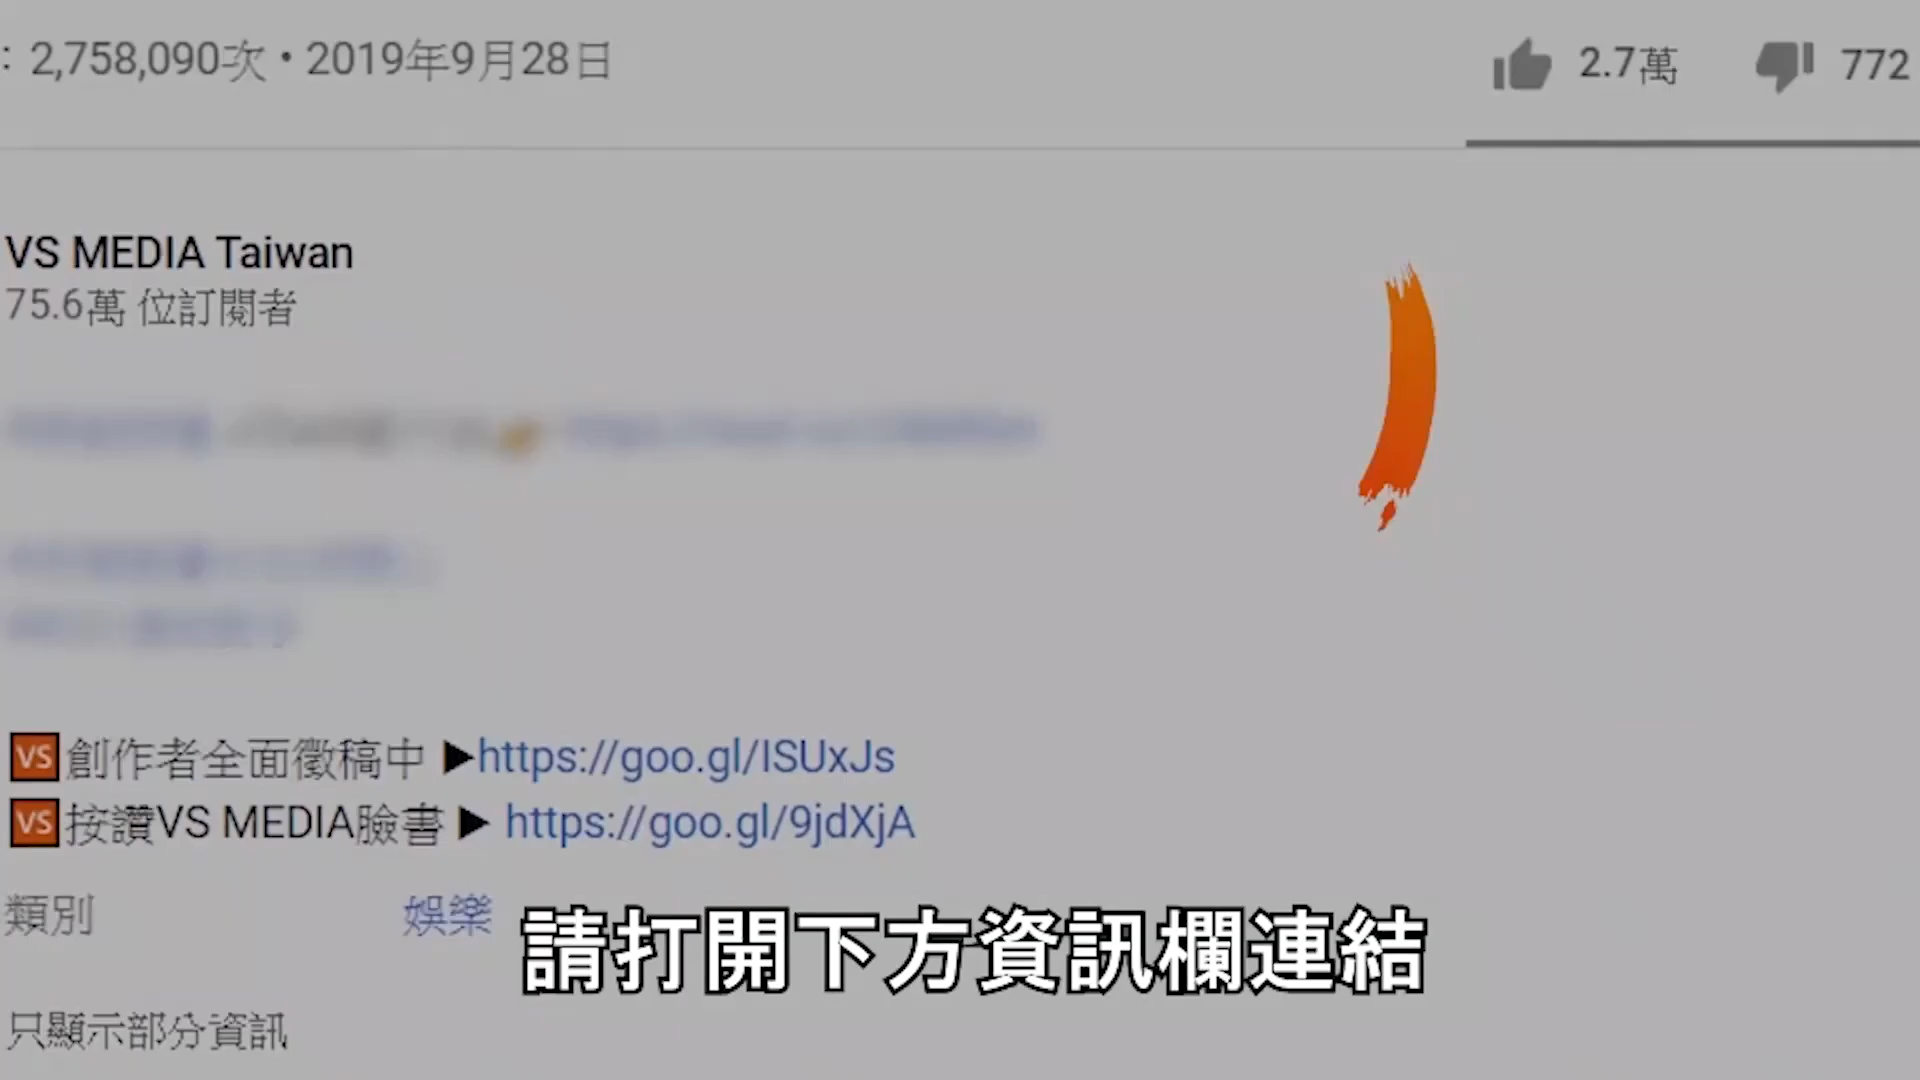 : 2,758,090次 • 2019年9月28日
2.7萬
772
VS MEDIA Taiwan
75.6萬 位訂閱者
VS 創作者全面徵稿中 ▶https://goo.gl/ISUxJs
VS 按讚VS MEDIA臉書 ▶ https://goo.gl/9jdXjA
類別 娛樂
請打開下方資訊欄連結
只顯示部分資訊